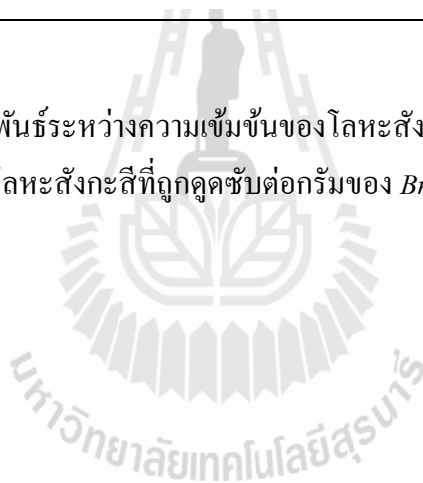 พันธ์ระหว่างความเข้มข้นของโลหะสัง
ลหะสังกะสีที่ถูกดูดซับต่อกรัมของ Br
มหาวิทยาลัยเทคโนโลยีสุรนารี